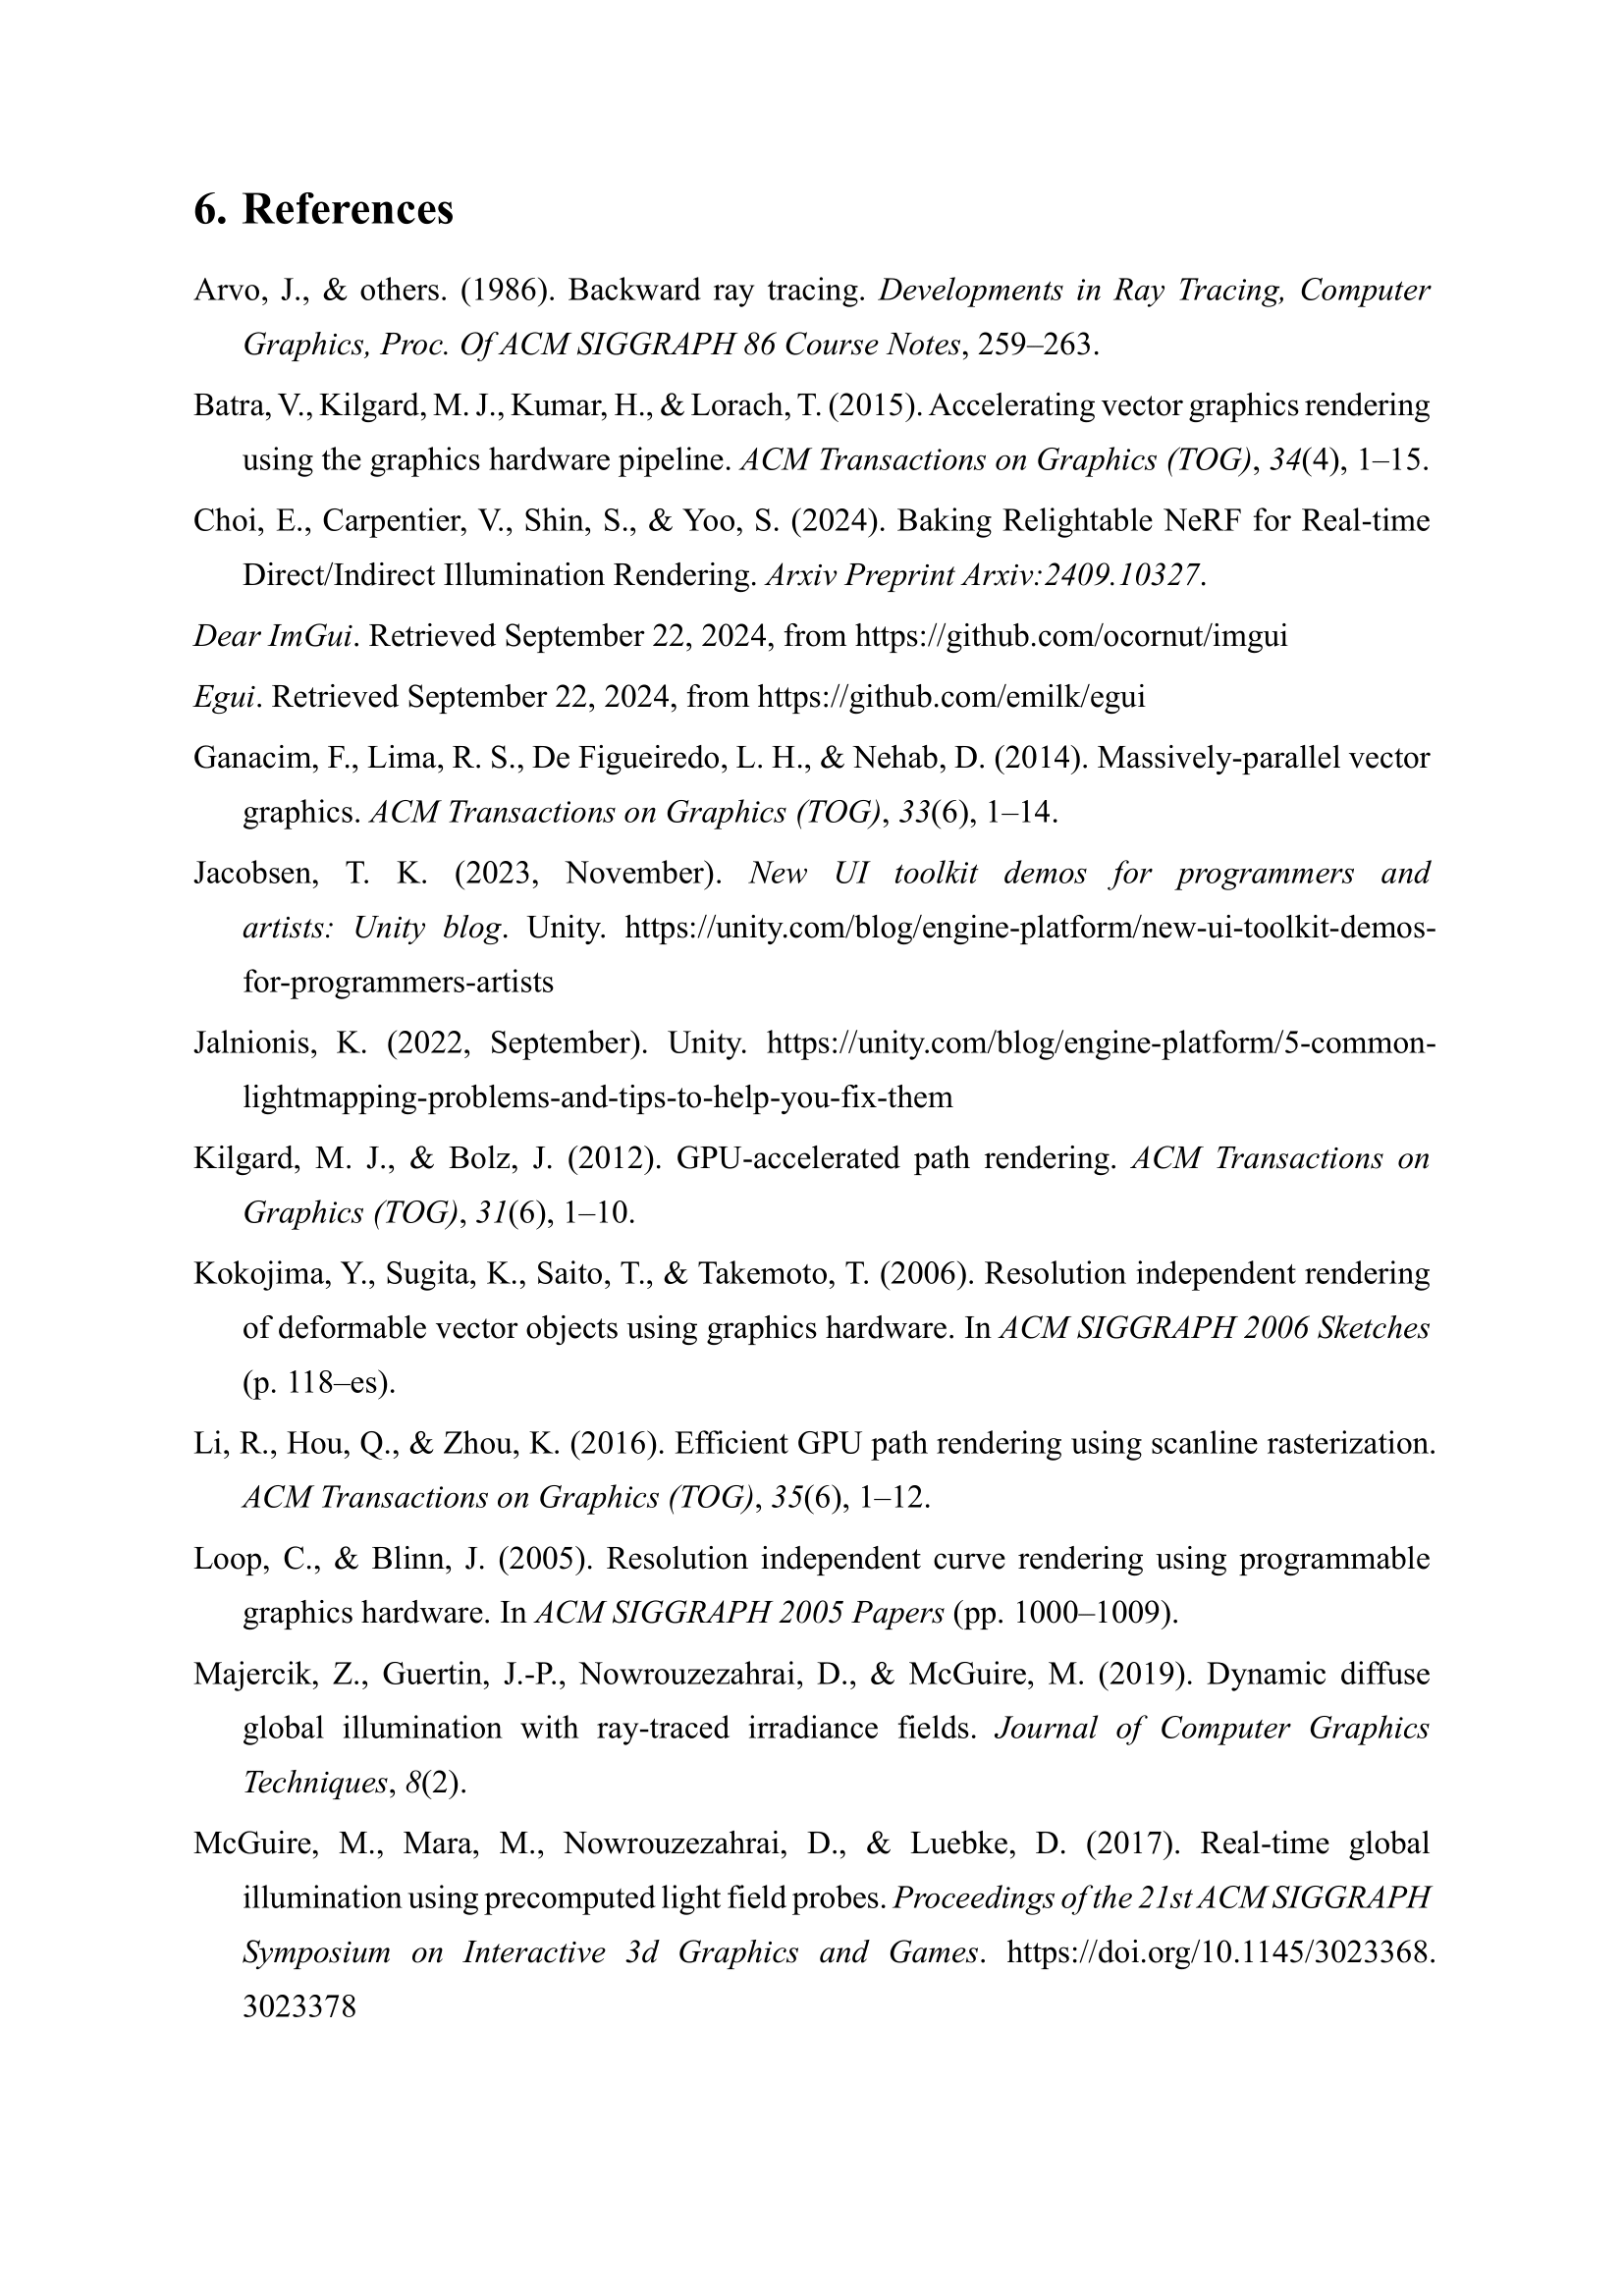 6. References
Arvo, J., & others. (1986). Backward ray tracing. Developments in Ray Tracing, Computer
Graphics, Proc. Of ACM SIGGRAPH 86 Course Notes, 259–263.
Batra, V., Kilgard, M. J., Kumar, H., & Lorach, T. (2015). Accelerating vector graphics rendering
using the graphics hardware pipeline. ACM Transactions on Graphics (TOG), 34(4), 1–15.
Choi, E., Carpentier, V., Shin, S., & Yoo, S. (2024). Baking Relightable NeRF for Real-time
Direct/Indirect Illumination Rendering. Arxiv Preprint Arxiv:2409.10327.
Dear ImGui. Retrieved September 22, 2024, from https://github.com/ocornut/imgui
Egui. Retrieved September 22, 2024, from https://github.com/emilk/egui
Ganacim, F., Lima, R. S., De Figueiredo, L. H., & Nehab, D. (2014). Massively-parallel vector
graphics. ACM Transactions on Graphics (TOG), 33(6), 1–14.
Jacobsen, T. K. (2023, November). New UI toolkit demos for programmers and
artists: Unity blog. Unity. https://unity.com/blog/engine-platform/new-ui-toolkit-demos-
for-programmers-artists
Jalnionis, K. (2022, September). Unity. https://unity.com/blog/engine-platform/5-common-
lightmapping-problems-and-tips-to-help-you-fix-them
Kilgard, M. J., & Bolz, J. (2012). GPU-accelerated path rendering. ACM Transactions on
Graphics (TOG), 31(6), 1–10.
Kokojima, Y., Sugita, K., Saito, T., & Takemoto, T. (2006). Resolution independent rendering
of deformable vector objects using graphics hardware. In ACM SIGGRAPH 2006 Sketches
(p. 118–es).
Li, R., Hou, Q., & Zhou, K. (2016). Efficient GPU path rendering using scanline rasterization.
ACM Transactions on Graphics (TOG), 35(6), 1–12.
Loop, C., & Blinn, J. (2005). Resolution independent curve rendering using programmable
graphics hardware. In ACM SIGGRAPH 2005 Papers (pp. 1000–1009).
Majercik, Z., Guertin, J.-P., Nowrouzezahrai, D., & McGuire, M. (2019). Dynamic diffuse
global illumination with ray-traced irradiance fields. Journal of Computer Graphics
Techniques, 8(2).
McGuire, M., Mara, M., Nowrouzezahrai, D., & Luebke, D. (2017). Real-time global
illumination using precomputed light field probes. Proceedings of the 21st ACM SIGGRAPH
Symposium on Interactive 3d Graphics and Games. https://doi.org/10.1145/3023368.
3023378